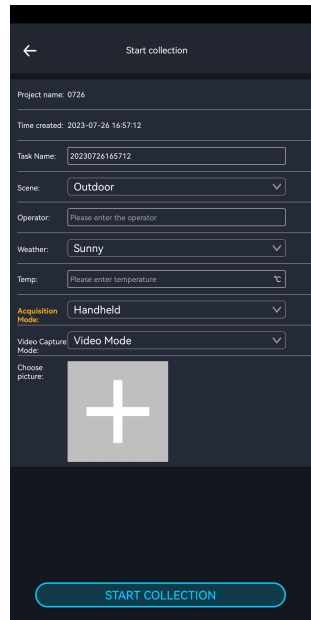 Start collection
Project name: 0726
Time created: 2023-07-26 16:57:12
Task Name: 20230726165712
Scene: Outdoor
Operator: Please enter the operator
Weather: Sunny
Temp: Please enter temperature ℃
Acquisition Mode: Handheld
Video Capture Mode: Video Mode
Choose picture:
START COLLECTION